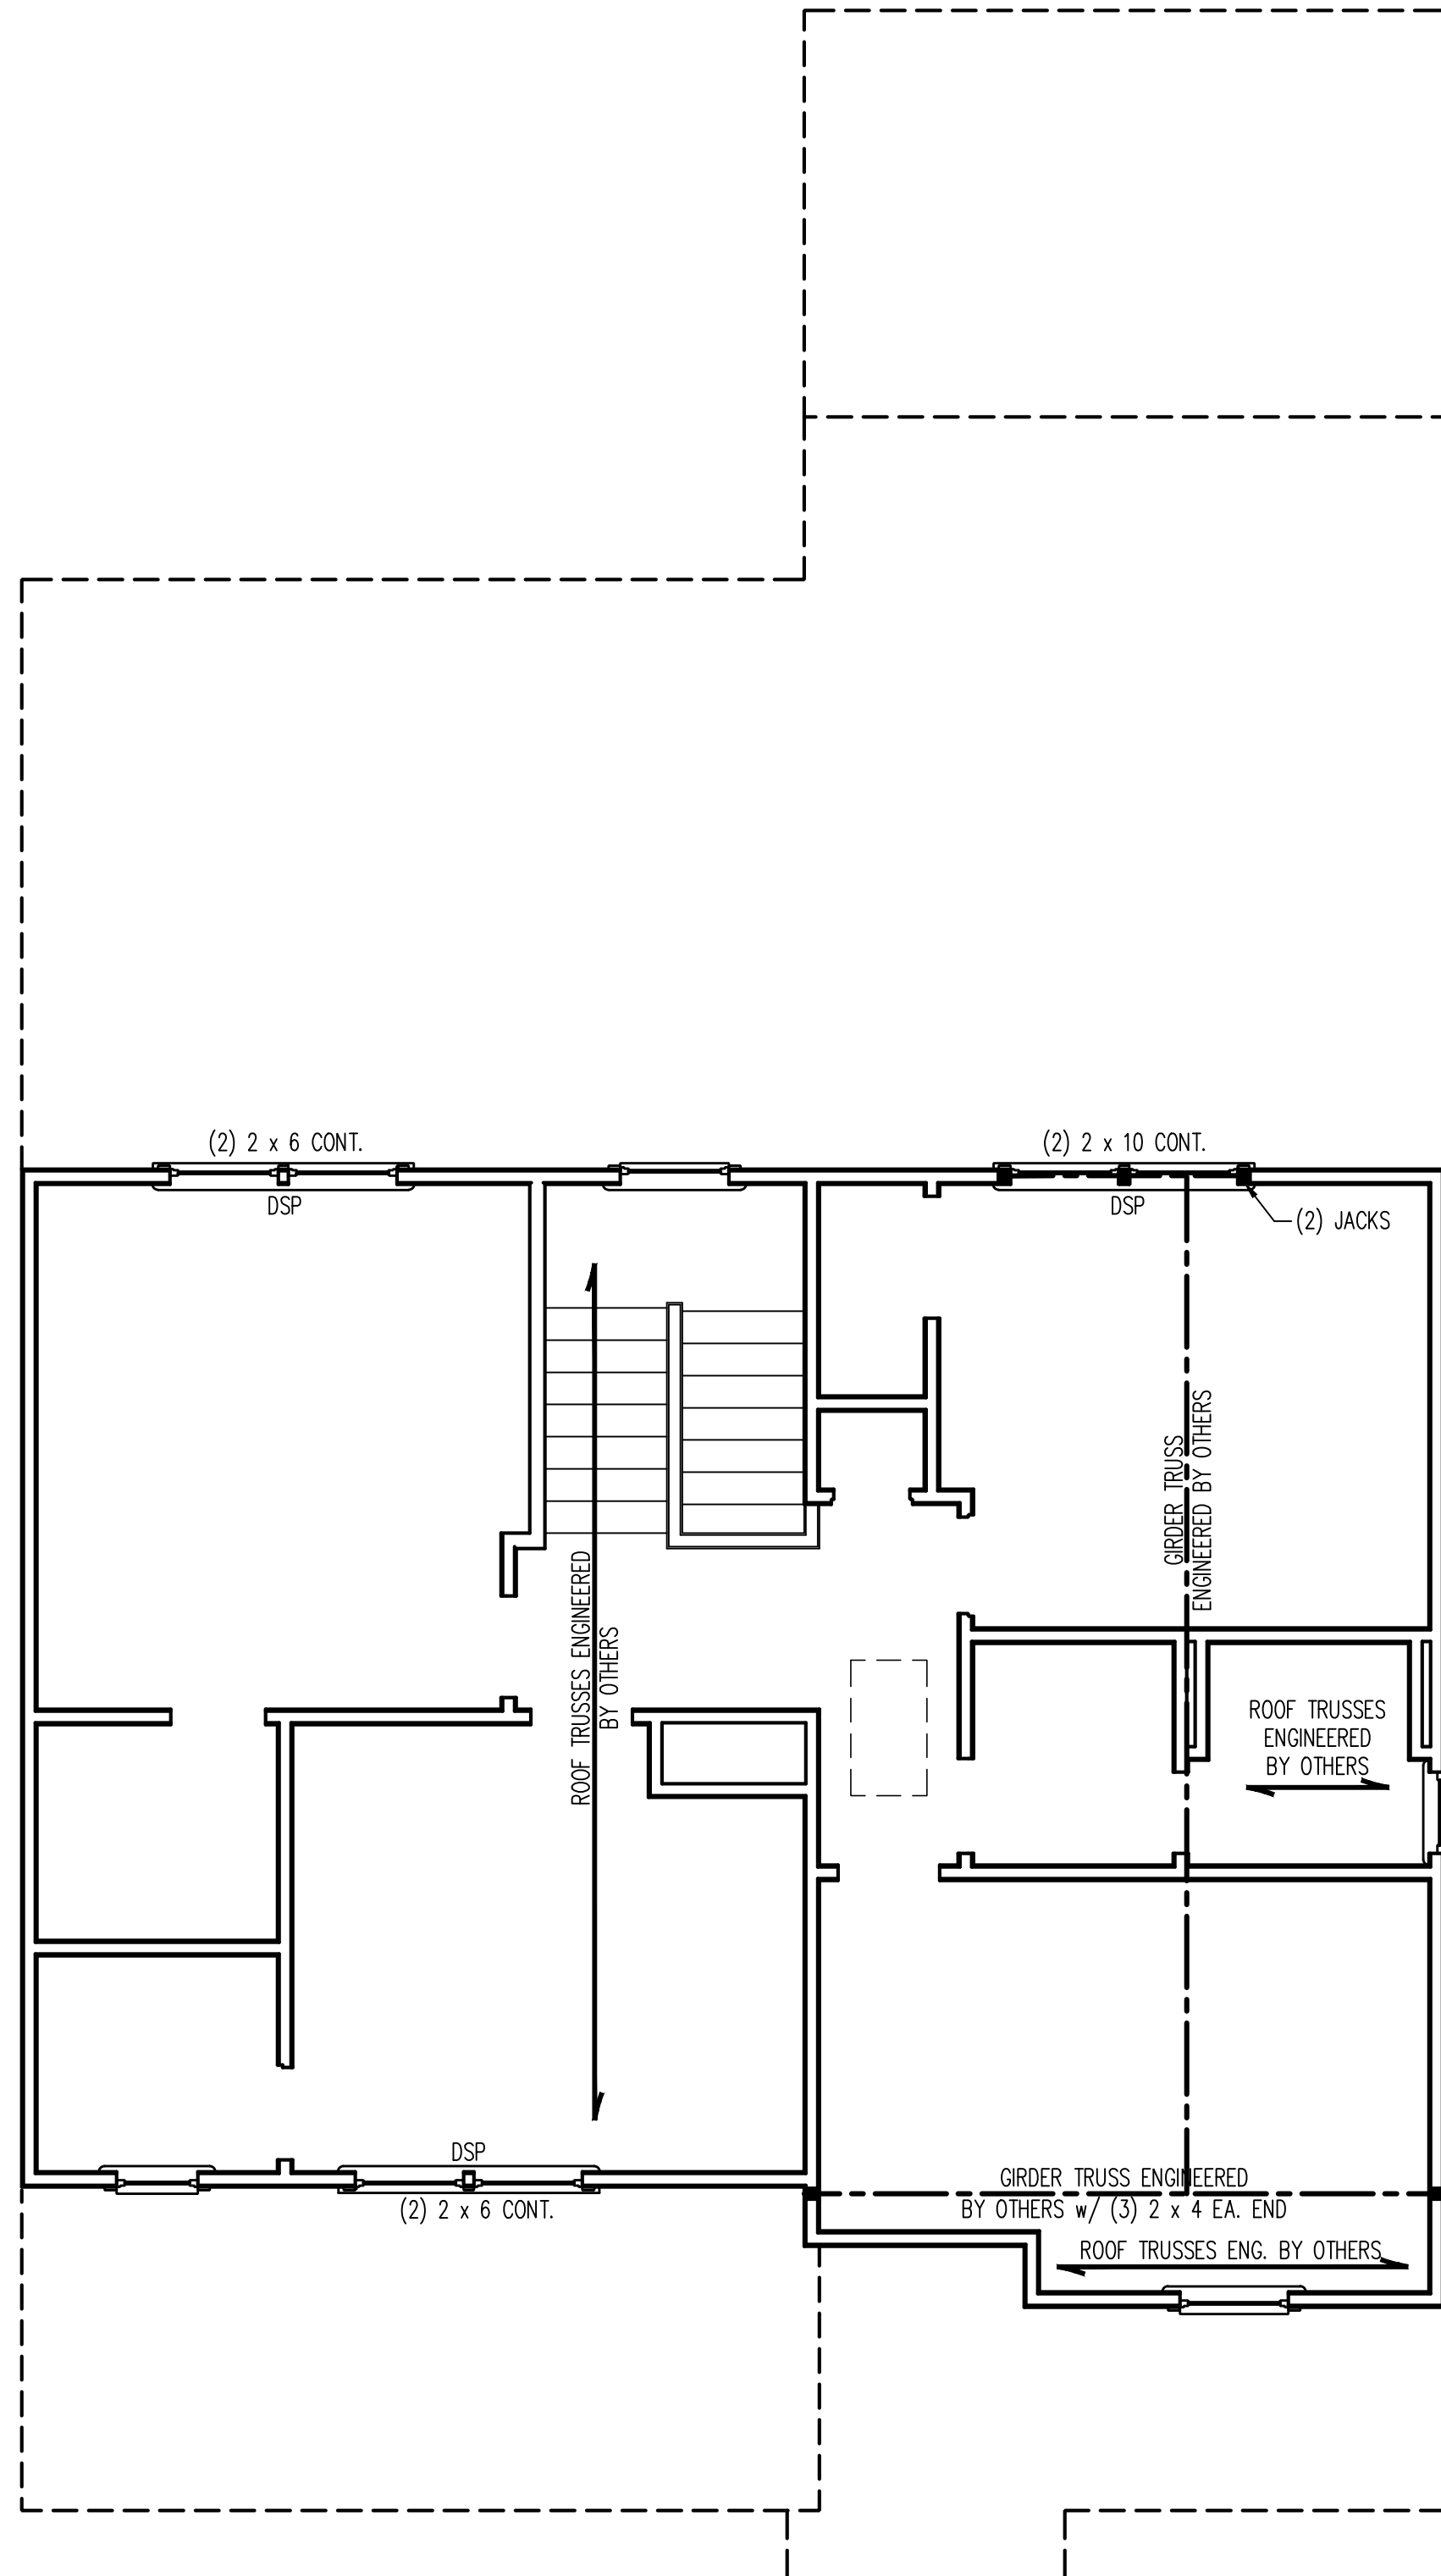 (2) 2 x 6 CONT.
DSP
(2) 2 x 10 CONT.
DSP
(2) JACKS
GIRDER TRUSS
ENGINEERED BY OTHERS
ROOF TRUSSES ENGINEERED
BY OTHERS
ROOF TRUSSES
ENGINEERED
BY OTHERS
DSP
(2) 2 x 6 CONT.
GIRDER TRUSS ENGINEERED
BY OTHERS w/ (3) 2 x 4 EA. END
ROOF TRUSSES ENG. BY OTHERS